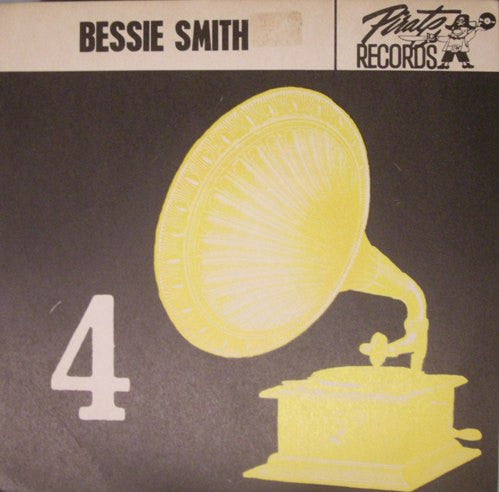 BESSIE SMITH
Pirate
RECORDS
4